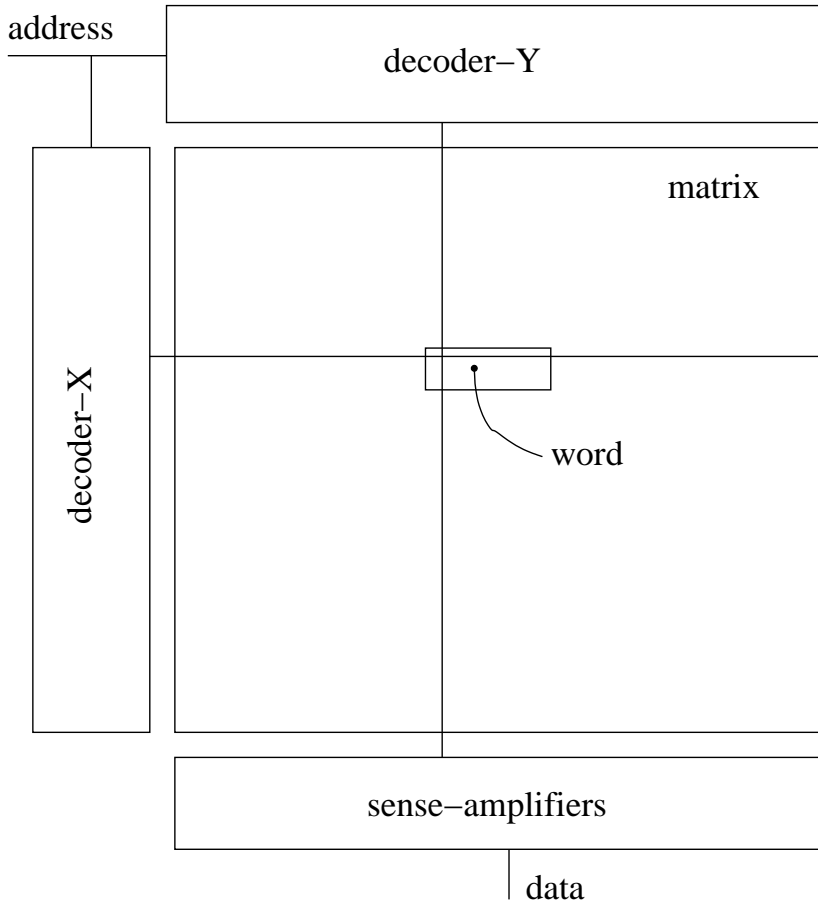 address
decoder−Y
matrix
decoder−X
word
sense−amplifiers
data